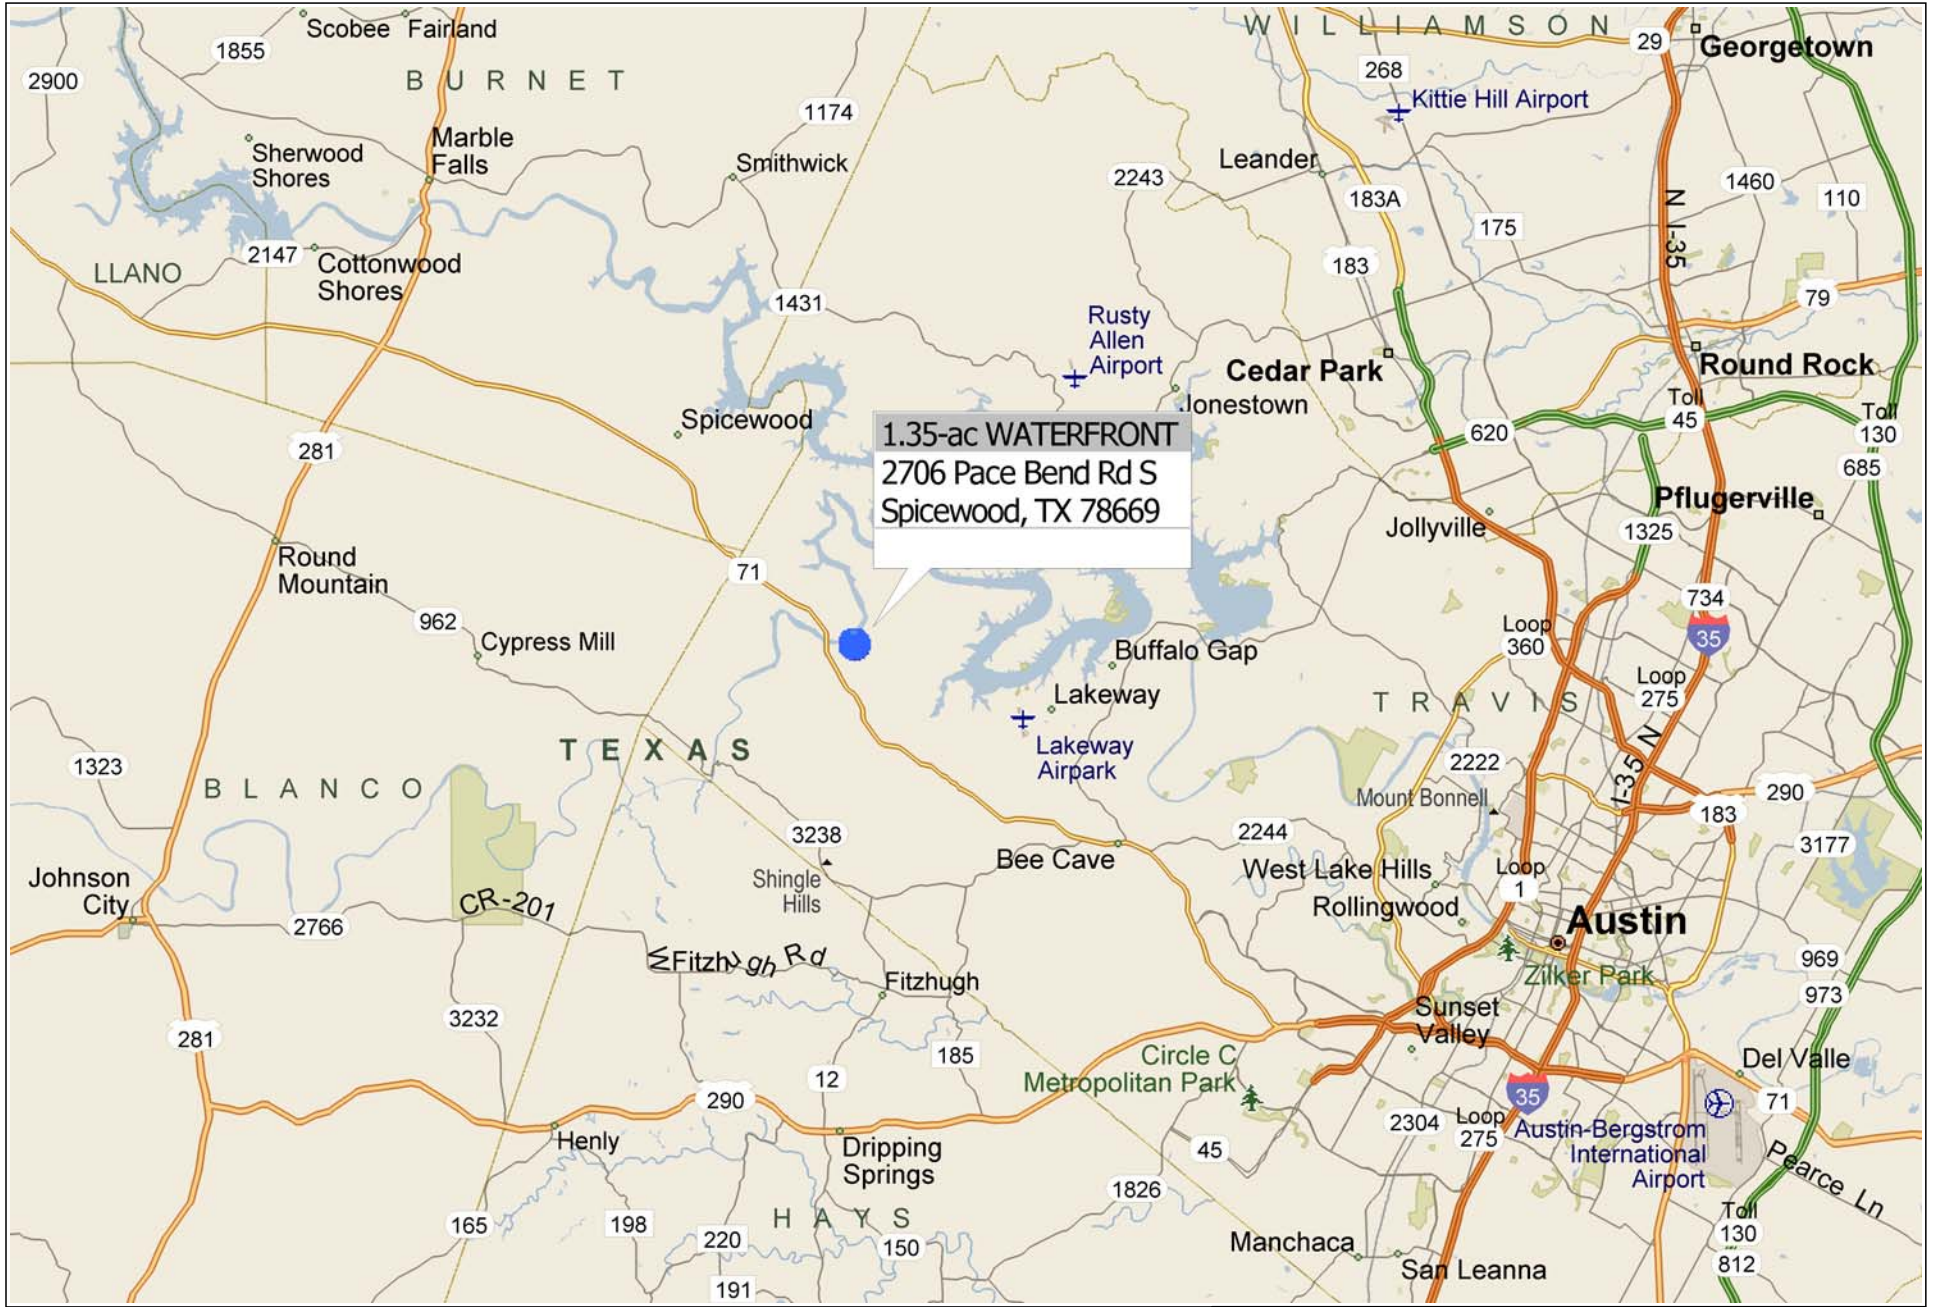 Scobee
Fairland
1855
2900
B U R N E T
W I L L I A M S O N
29
Georgetown
268
Kittie Hill Airport
1174
Marble
Falls
Sherwood
Shores
Smithwick
2243
Leander
183A
1460
110
175
N I-35
2147
Cottonwood
Shores
LLANO
183
1431
79
Rusty
Allen
Airport
Cedar Park
Round Rock
Jonestown
Toll
45
Toll
130
Spicewood
620
281
685
1.35-ac WATERFRONT
2706 Pace Bend Rd S
Spicewood, TX 78669
Pflugerville
Jollyville
1325
Round
Mountain
71
734
962
Cypress Mill
Loop
360
35
Buffalo Gap
Loop
275
Lakeway
T R A V I S
T E X A S
Lakeway
Airpark
I-35 N
1323
2222
B L A N C O
Mount Bonnell
290
183
3238
2244
3177
Bee Cave
Shingle
Hills
West Lake Hills
Loop
1
Johnson
City
CR-201
Rollingwood
Austin
2766
W Fitzhugh Rd
969
Zilker Park
Fitzhugh
973
3232
Sunset
Valley
281
185
Circle C
Metropolitan Park
Del Valle
12
290
35
71
2304
Loop
275
Austin-Bergstrom
International
Airport
Henly
Dripping
Springs
45
Pearce Ln
1826
Toll
130
165
198
H A Y S
220
150
Manchaca
812
San Leanna
191